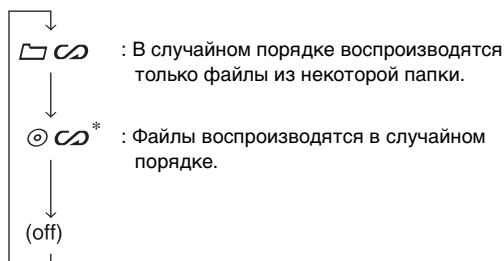 : В случайном порядке воспроизводятся
только файлы из некоторой папки.
* : Файлы воспроизводятся в случайном
порядке.
(off)